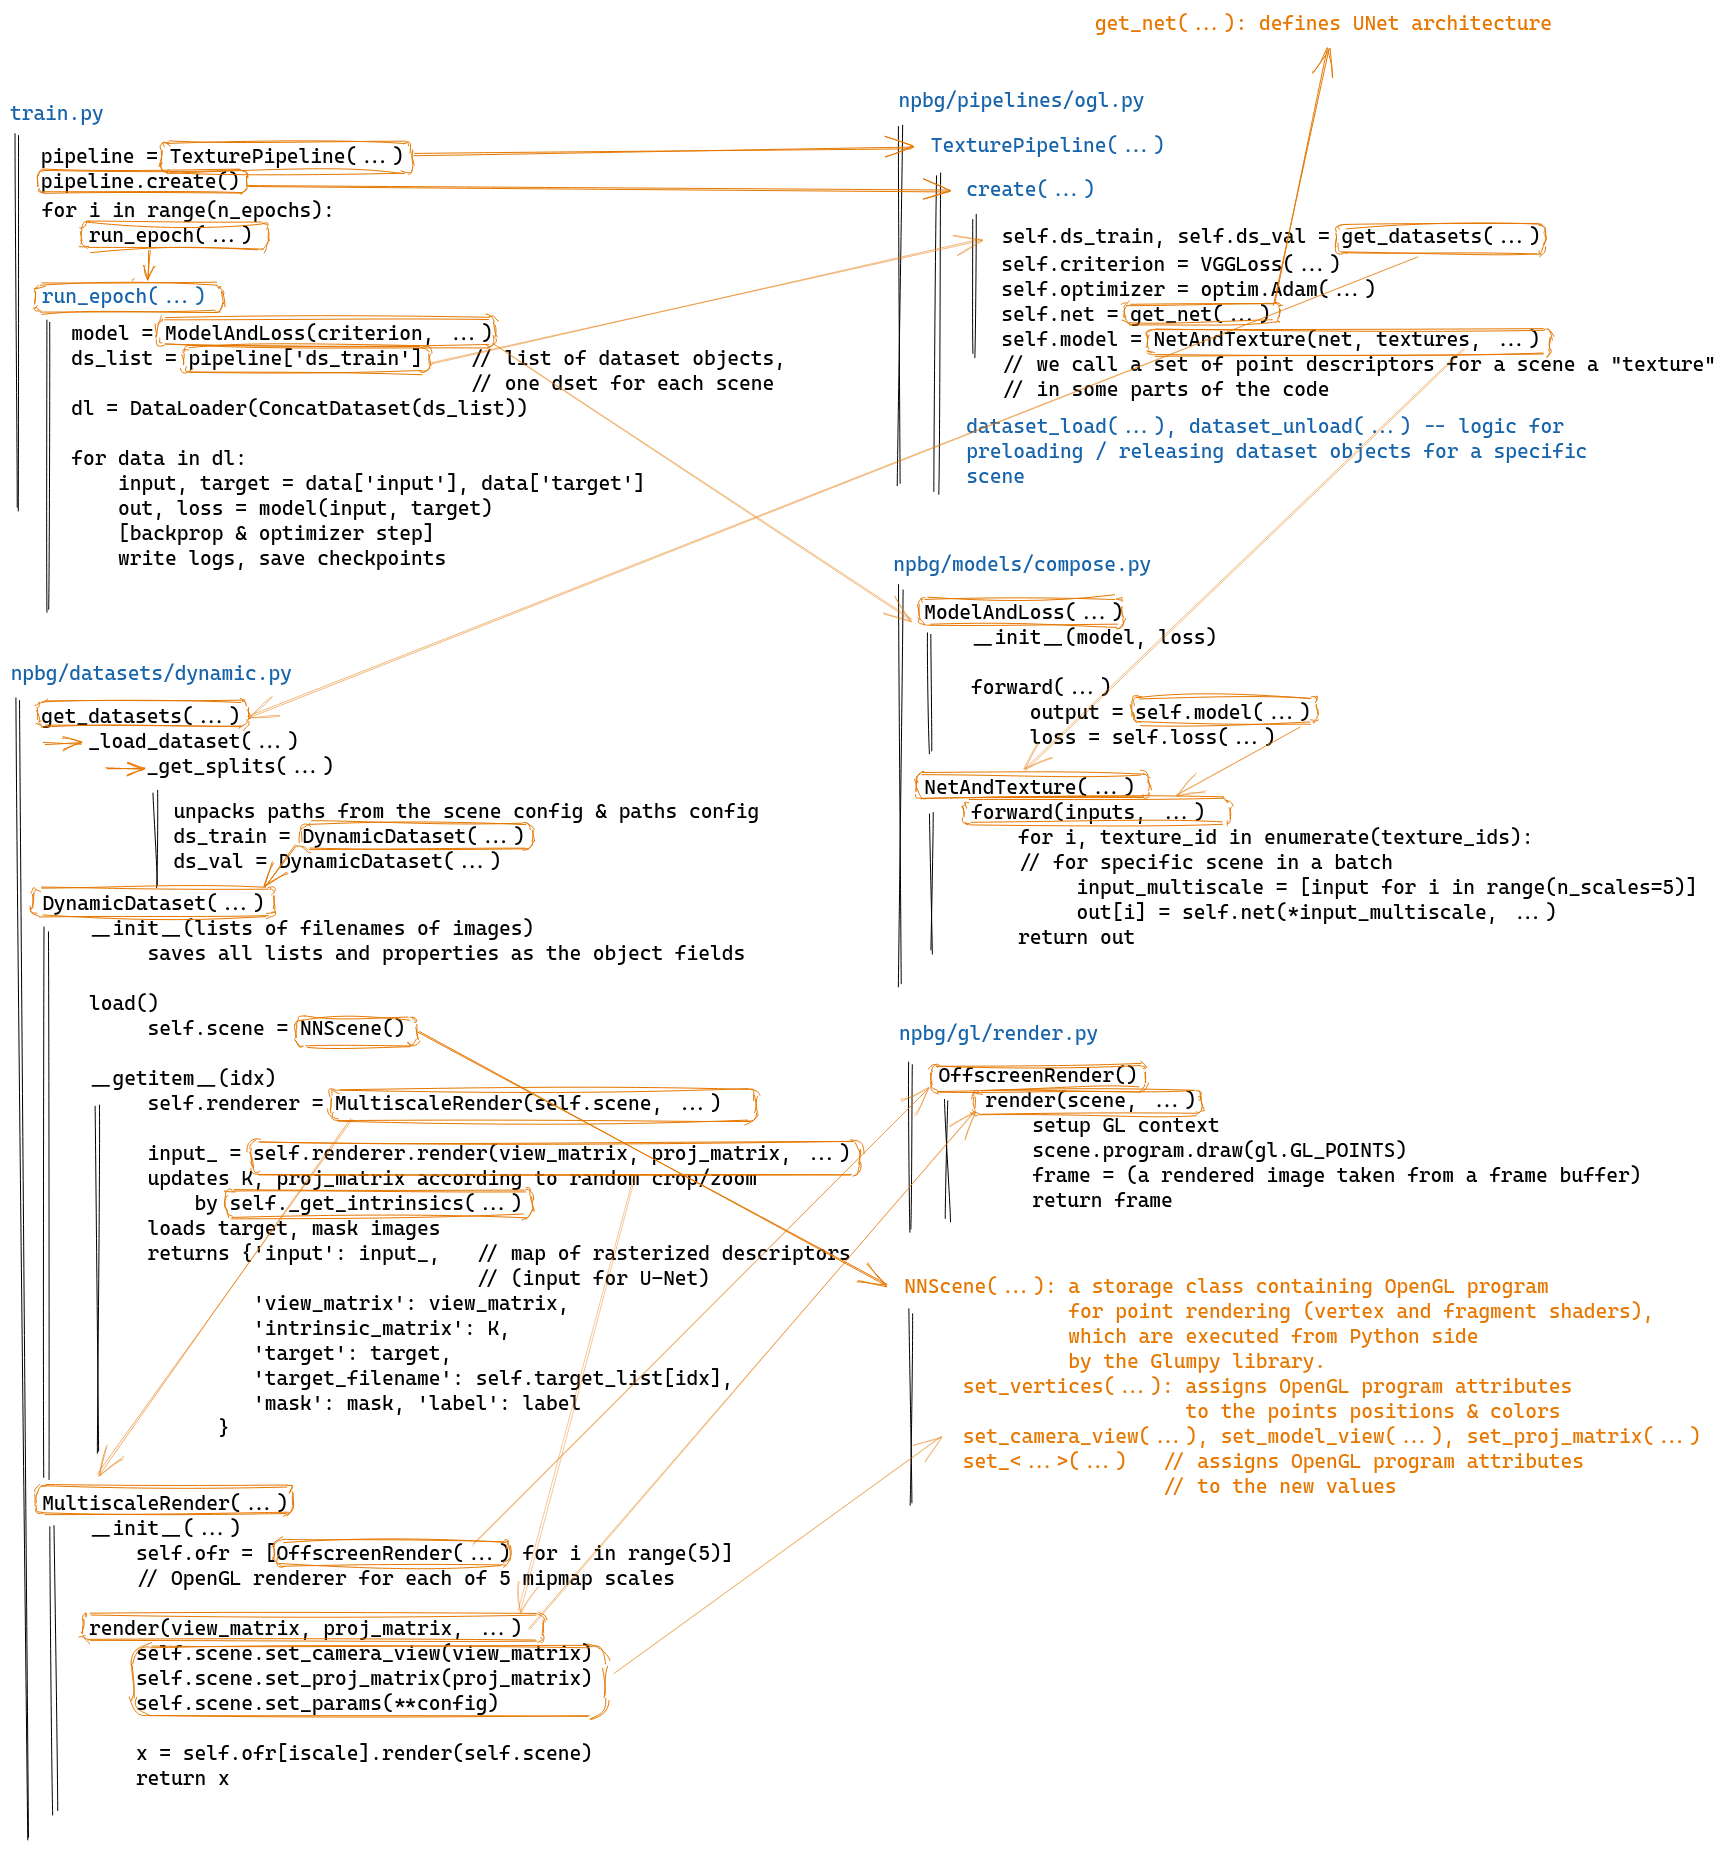 get_net(...): defines UNet architecture
train.py
pipeline = TexturePipeline(...)
pipeline.create()
for i in range(n_epochs):
run_epoch(...)
run_epoch(...)
model = ModelAndLoss(criterion, ...)
ds_list = pipeline['ds_train'] // list of dataset objects,
// one dset for each scene
dl = DataLoader(ConcatDataset(ds_list))
for data in dl:
input, target = data['input'], data['target']
out, loss = model(input, target)
[backprop & optimizer step]
write logs, save checkpoints
npbg/pipelines/ogl.py
TexturePipeline(...)
create(...)
self.ds_train, self.ds_val = get_datasets(...)
self.criterion = VGGLoss(...)
self.optimizer = optim.Adam(...)
self.net = get_net(...)
self.model = NetAndTexture(net, textures, ...)
// we call a set of point descriptors for a scene a "texture"
// in some parts of the code
dataset_load(...), dataset_unload(...) -- logic for
preloading / releasing dataset objects for a specific
scene
npbg/models/compose.py
ModelAndLoss(...)
__init__(model, loss)
forward(...)
output = self.model(...)
loss = self.loss(...)
NetAndTexture(...)
forward(inputs, ...)
for i, texture_id in enumerate(texture_ids):
// for specific scene in a batch
input_multiscale = [input for i in range(n_scales=5)]
out[i] = self.net(*input_multiscale, ...)
return out
npbg/datasets/dynamic.py
get_datasets(...)
_load_dataset(...)
_get_splits(...)
unpacks paths from the scene config & paths config
ds_train = DynamicDataset(...)
ds_val = DynamicDataset(...)
DynamicDataset(...)
__init__(lists of filenames of images)
saves all lists and properties as the object fields
load()
self.scene = NNScene()
__getitem__(idx)
self.renderer = MultiscaleRender(self.scene, ...)
input_ = self.renderer.render(view_matrix, proj_matrix, ...)
updates K, proj_matrix according to random crop/zoom
by self._get_intrinsics(...)
loads target, mask images
returns {'input': input_, // map of rasterized descriptors
// (input for U-Net)
'view_matrix': view_matrix,
'intrinsic_matrix': K,
'target': target,
'target_filename': self.target_list[idx],
'mask': mask, 'label': label
}
MultiscaleRender(...)
__init__(...)
self.ofr = [OffscreenRender(...) for i in range(5)]
// OpenGL renderer for each of 5 mipmap scales
render(view_matrix, proj_matrix, ...)
self.scene.set_camera_view(view_matrix)
self.scene.set_proj_matrix(proj_matrix)
self.scene.set_params(**config)
x = self.ofr[iscale].render(self.scene)
return x
npbg/gl/render.py
OffscreenRender()
render(scene, ...)
setup GL context
scene.program.draw(gl.GL_POINTS)
frame = (a rendered image taken from a frame buffer)
return frame
NNScene(...): a storage class containing OpenGL program
for point rendering (vertex and fragment shaders),
which are executed from Python side
by the Glumpy library.
set_vertices(...): assigns OpenGL program attributes
to the points positions & colors
set_camera_view(...), set_model_view(...), set_proj_matrix(...)
set_<...>(...) // assigns OpenGL program attributes
// to the new values